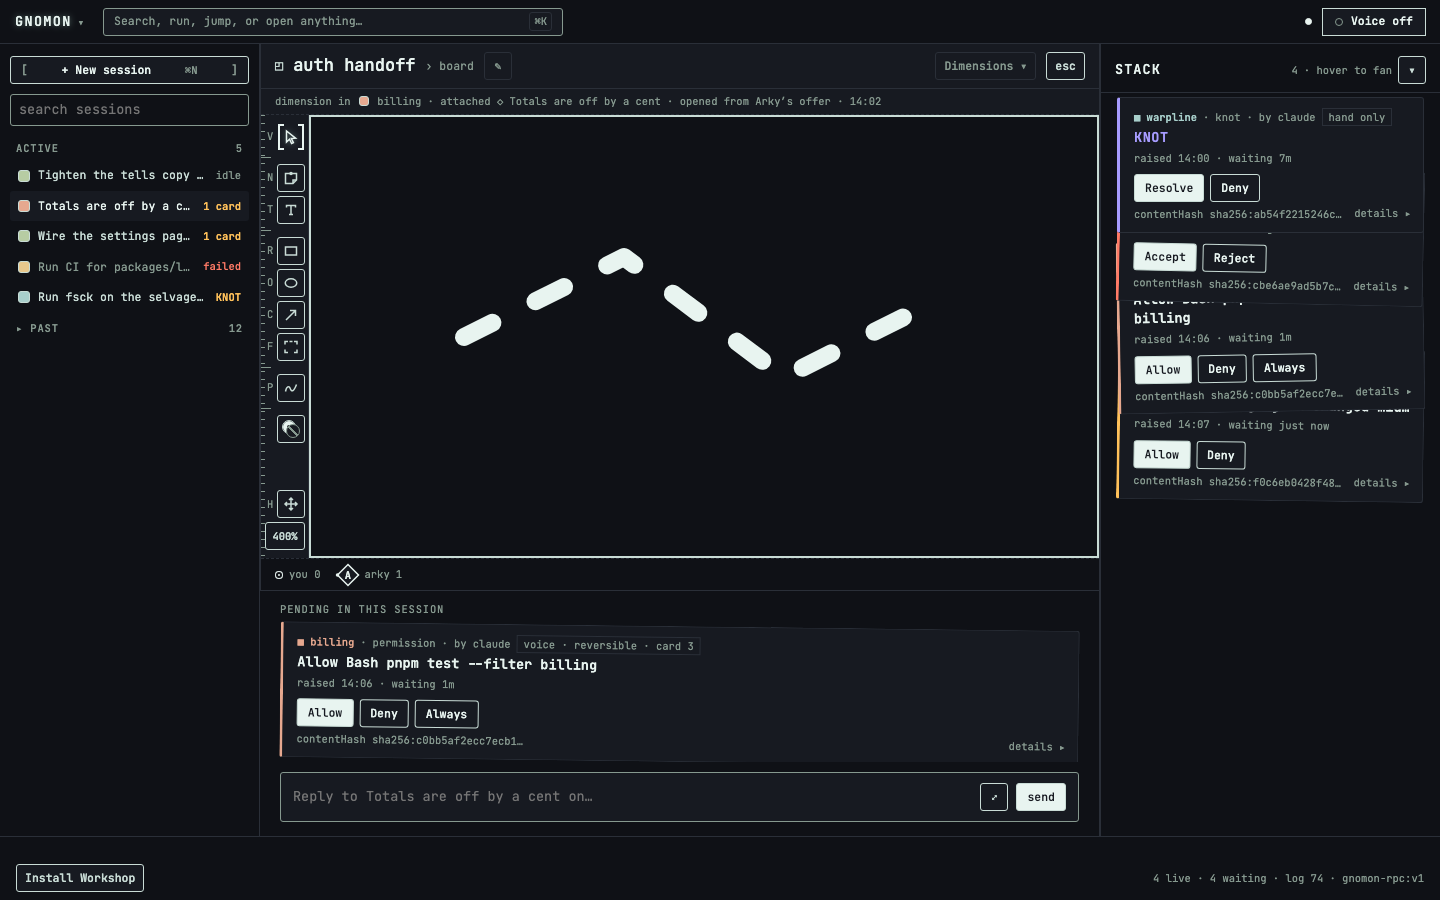 GNOMON ▾
Search, run, jump, or open anything… ⌘K
○ Voice off
[ + New session ⌘N ]
search sessions
ACTIVE 5
Tighten the tells copy … idle
Totals are off by a c… 1 card
Wire the settings pag… 1 card
Run CI for packages/l… failed
Run fsck on the selvage… KNOT
▸ PAST 12
auth handoff › board ✎
Dimensions ▾ esc
dimension in billing · attached ◇ Totals are off by a cent · opened from Arky’s offer · 14:02
V
N
T
R
O
C
F
P
H
400%
you 0 A arky 1
PENDING IN THIS SESSION
■ billing · permission · by claude voice · reversible · card 3
Allow Bash pnpm test --filter billing
raised 14:06 · waiting 1m
Allow Deny Always
contentHash sha256:c0bb5af2ecc7ecb1…
details ▸
Reply to Totals are off by a cent on…
⤢ send
STACK 4 · hover to fan ▾
■ warpline · knot · by claude hand only
KNOT
raised 14:00 · waiting 7m
Resolve Deny
contentHash sha256:ab54f2215246c… details ▸
Accept Reject
contentHash sha256:cbe6ae9ad5b7c… details ▸
billing
raised 14:06 · waiting 1m
Allow Deny Always
contentHash sha256:c0bb5af2ecc7e… details ▸
raised 14:07 · waiting just now
Allow Deny
contentHash sha256:f0c6eb0428f48… details ▸
Install Workshop
4 live · 4 waiting · log 74 · gnomon-rpc:v1